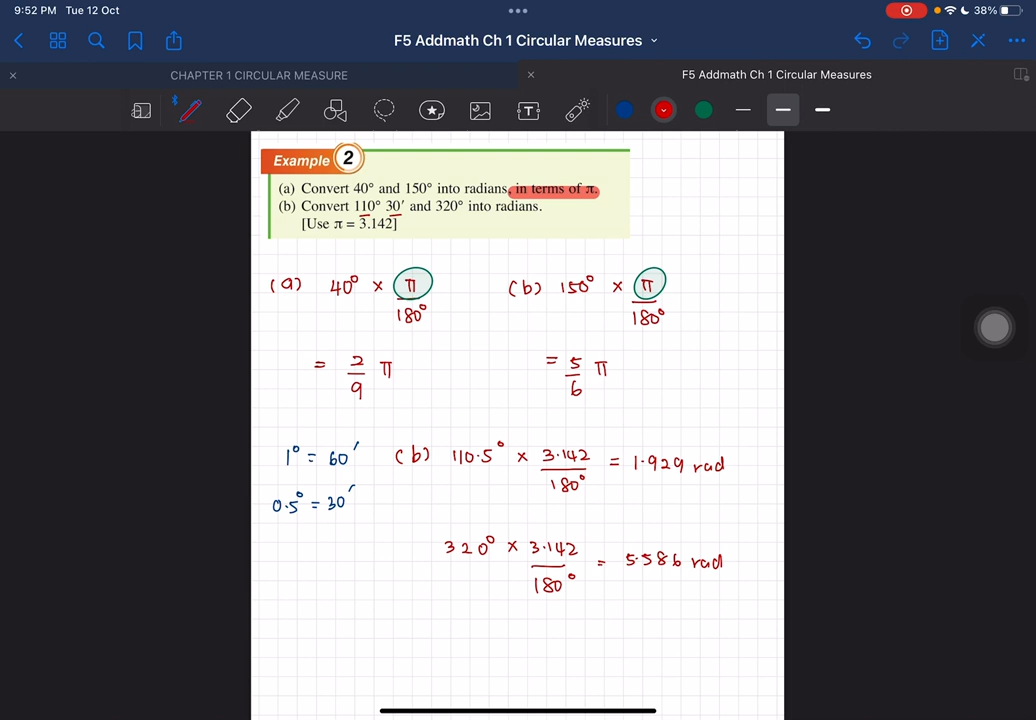 9:52 PM Tue 12 Oct
38%
F5 Addmath Ch 1 Circular Measures
CHAPTER 1 CIRCULAR MEASURE
F5 Addmath Ch 1 Circular Measures
Example 2
(a) Convert 40° and 150° into radians, in terms of π.
(b) Convert 110° 30′ and 320° into radians.
[Use π = 3.142]
(a) 40° × π/180°
= 2/9 π
(b) 150° × π/180°
= 5/6 π
1° = 60′
0.5° = 30′
(b) 110.5° × 3.142/180° = 1.929 rad
320° × 3.142/180° = 5.586 rad